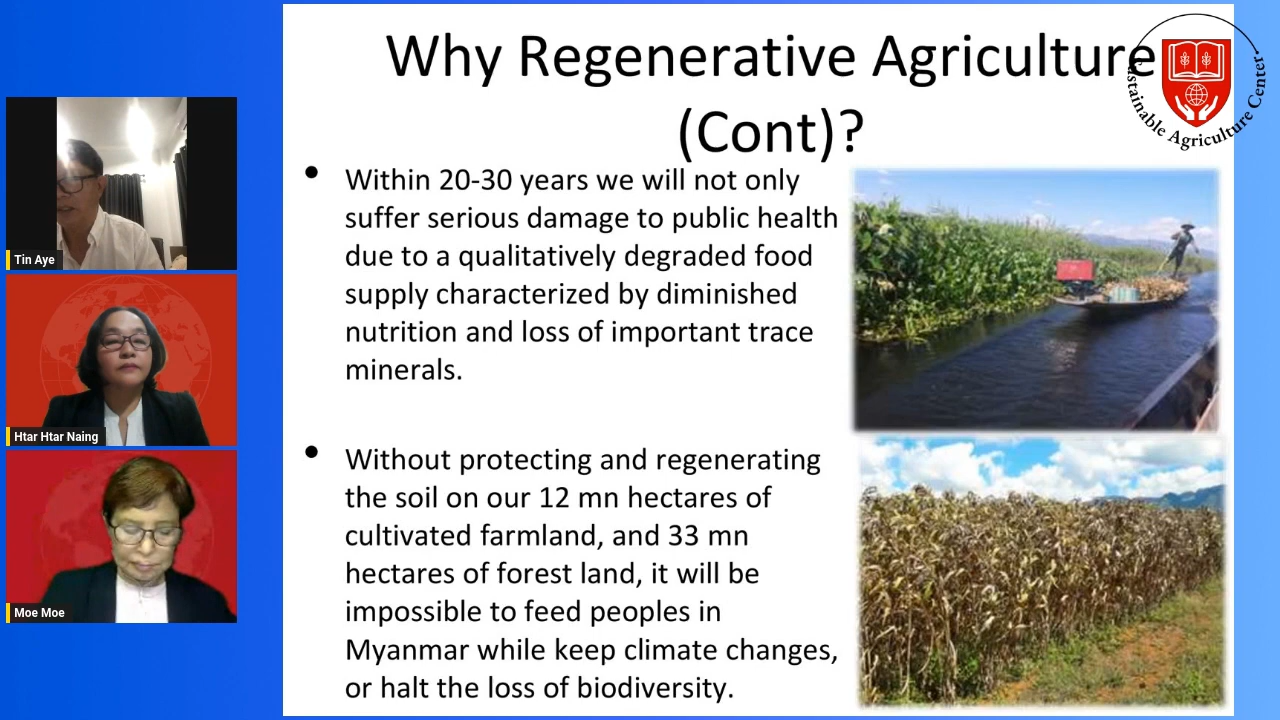 Why Regenerative Agriculture
(Cont)?
Sustainable Agriculture Center
• Within 20-30 years we will not only
suffer serious damage to public health
due to a qualitatively degraded food
supply characterized by diminished
nutrition and loss of important trace
minerals.
• Without protecting and regenerating
the soil on our 12 mn hectares of
cultivated farmland, and 33 mn
hectares of forest land, it will be
impossible to feed peoples in
Myanmar while keep climate changes,
or halt the loss of biodiversity.
Tin Aye
Htar Htar Naing
Moe Moe